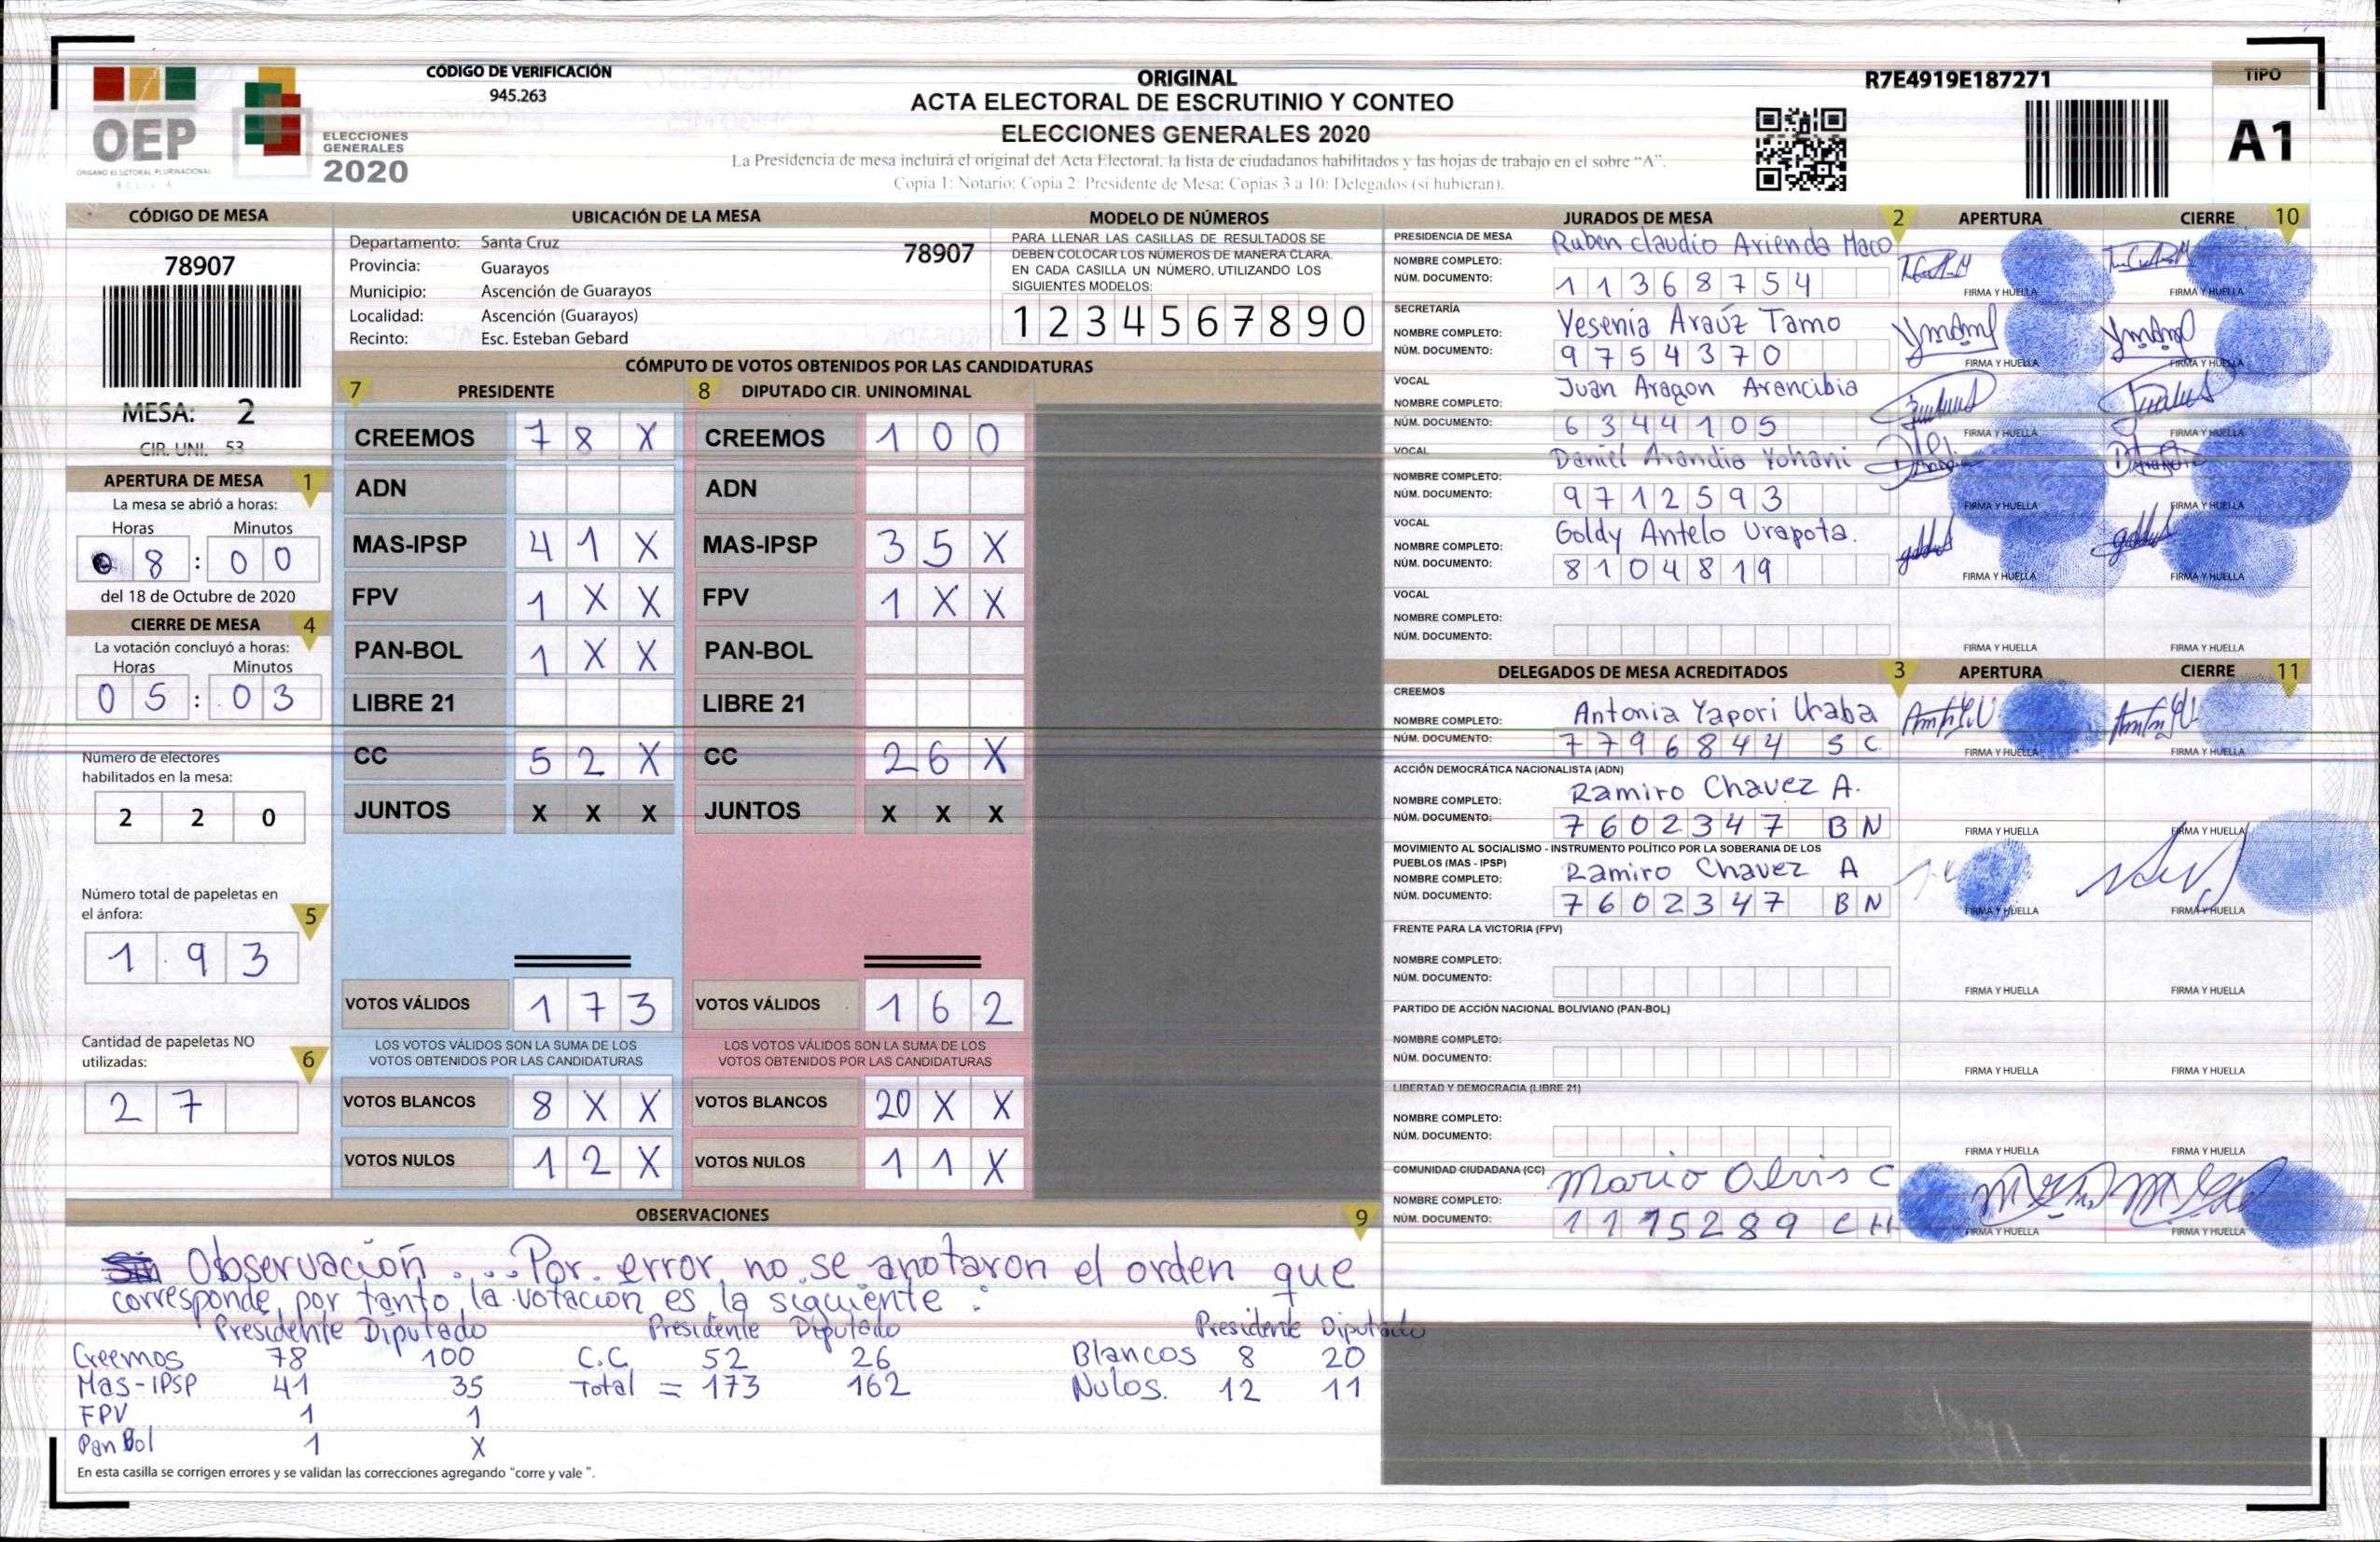 OEP
ÓRGANO ELECTORAL PLURINACIONAL
BOLIVIA
ELECCIONES
GENERALES
2020
CÓDIGO DE VERIFICACIÓN
945.263
ORIGINAL
ACTA ELECTORAL DE ESCRUTINIO Y CONTEO
ELECCIONES GENERALES 2020
La Presidencia de mesa incluirá el original del Acta Electoral, la lista de ciudadanos habilitados y las hojas de trabajo en el sobre "A".
Copia 1: Notario; Copia 2: Presidente de Mesa; Copias 3 a 10: Delegados (si hubieran).
R7E4919E187271
TIPO
A1
CÓDIGO DE MESA
78907
MESA: 2
CIR. UNI. 53
APERTURA DE MESA 1
La mesa se abrió a horas:
Horas Minutos
0 8 : 0 0
del 18 de Octubre de 2020
CIERRE DE MESA 4
La votación concluyó a horas:
Horas Minutos
0 5 : 0 3
Número de electores
habilitados en la mesa:
2 2 0
Número total de papeletas en
el ánfora: 5
1 9 3
Cantidad de papeletas NO
utilizadas: 6
2 7
UBICACIÓN DE LA MESA
Departamento: Santa Cruz 78907
Provincia: Guarayos
Municipio: Ascención de Guarayos
Localidad: Ascención (Guarayos)
Recinto: Esc. Esteban Gebard
MODELO DE NÚMEROS
PARA LLENAR LAS CASILLAS DE RESULTADOS SE
DEBEN COLOCAR LOS NÚMEROS DE MANERA CLARA.
EN CADA CASILLA UN NÚMERO, UTILIZANDO LOS
SIGUIENTES MODELOS:
1 2 3 4 5 6 7 8 9 0
CÓMPUTO DE VOTOS OBTENIDOS POR LAS CANDIDATURAS
7 PRESIDENTE 8 DIPUTADO CIR. UNINOMINAL
CREEMOS 7 8 X CREEMOS 1 0 0
ADN ADN
MAS-IPSP 4 1 X MAS-IPSP 3 5 X
FPV 1 X X FPV 1 X X
PAN-BOL 1 X X PAN-BOL
LIBRE 21 LIBRE 21
CC 5 2 X CC 2 6 X
JUNTOS X X X JUNTOS X X X
VOTOS VÁLIDOS 1 7 3 VOTOS VÁLIDOS 1 6 2
LOS VOTOS VÁLIDOS SON LA SUMA DE LOS LOS VOTOS VÁLIDOS SON LA SUMA DE LOS
VOTOS OBTENIDOS POR LAS CANDIDATURAS VOTOS OBTENIDOS POR LAS CANDIDATURAS
VOTOS BLANCOS 8 X X VOTOS BLANCOS 20 X X
VOTOS NULOS 1 2 X VOTOS NULOS 1 1 X
OBSERVACIONES 9
Observación ... Por error no se anotaron el orden que
corresponde, por tanto, la votación es la siguiente :
Presidente Diputado Presidente Diputado Presidente Diputado
Creemos 78 100 C.C. 52 26 Blancos 8 20
Mas-IPSP 41 35 Total = 173 162 Nulos. 12 11
FPV 1 1
Pan Bol 1 X
En esta casilla se corrigen errores y se validan las correcciones agregando "corre y vale ".
JURADOS DE MESA 2 APERTURA CIERRE 10
PRESIDENCIA DE MESA
NOMBRE COMPLETO: Ruben Claudio Arienda Maco
NÚM. DOCUMENTO: 1 1 3 6 8 7 5 4
FIRMA Y HUELLA FIRMA Y HUELLA
SECRETARÍA
NOMBRE COMPLETO: Yesenia Araúz Tamo
NÚM. DOCUMENTO: 9 7 5 4 3 7 0
FIRMA Y HUELLA FIRMA Y HUELLA
VOCAL
NOMBRE COMPLETO: Juan Aragon Arancibia
NÚM. DOCUMENTO: 6 3 4 4 1 0 5
FIRMA Y HUELLA FIRMA Y HUELLA
VOCAL
NOMBRE COMPLETO: Daniel Arandia Yohani
NÚM. DOCUMENTO: 9 7 1 2 5 9 3
FIRMA Y HUELLA FIRMA Y HUELLA
VOCAL
NOMBRE COMPLETO: Goldy Antelo Urapota.
NÚM. DOCUMENTO: 8 1 0 4 8 1 9
FIRMA Y HUELLA FIRMA Y HUELLA
VOCAL
NOMBRE COMPLETO:
NÚM. DOCUMENTO:
FIRMA Y HUELLA FIRMA Y HUELLA
DELEGADOS DE MESA ACREDITADOS 3 APERTURA CIERRE 11
CREEMOS
NOMBRE COMPLETO: Antonia Yapori Uraba
NÚM. DOCUMENTO: 7 7 9 6 8 4 4 S C
FIRMA Y HUELLA FIRMA Y HUELLA
ACCIÓN DEMOCRÁTICA NACIONALISTA (ADN)
NOMBRE COMPLETO: Ramiro Chavez A.
NÚM. DOCUMENTO: 7 6 0 2 3 4 7 B N
FIRMA Y HUELLA FIRMA Y HUELLA
MOVIMIENTO AL SOCIALISMO - INSTRUMENTO POLÍTICO POR LA SOBERANIA DE LOS
PUEBLOS (MAS - IPSP)
NOMBRE COMPLETO: Ramiro Chavez A
NÚM. DOCUMENTO: 7 6 0 2 3 4 7 B N
FIRMA Y HUELLA FIRMA Y HUELLA
FRENTE PARA LA VICTORIA (FPV)
NOMBRE COMPLETO:
NÚM. DOCUMENTO:
FIRMA Y HUELLA FIRMA Y HUELLA
PARTIDO DE ACCIÓN NACIONAL BOLIVIANO (PAN-BOL)
NOMBRE COMPLETO:
NÚM. DOCUMENTO:
FIRMA Y HUELLA FIRMA Y HUELLA
LIBERTAD Y DEMOCRACIA (LIBRE 21)
NOMBRE COMPLETO:
NÚM. DOCUMENTO:
FIRMA Y HUELLA FIRMA Y HUELLA
COMUNIDAD CIUDADANA (CC)
NOMBRE COMPLETO: Mario Olvis C
NÚM. DOCUMENTO: 1 1 1 5 2 8 9 C H
FIRMA Y HUELLA FIRMA Y HUELLA